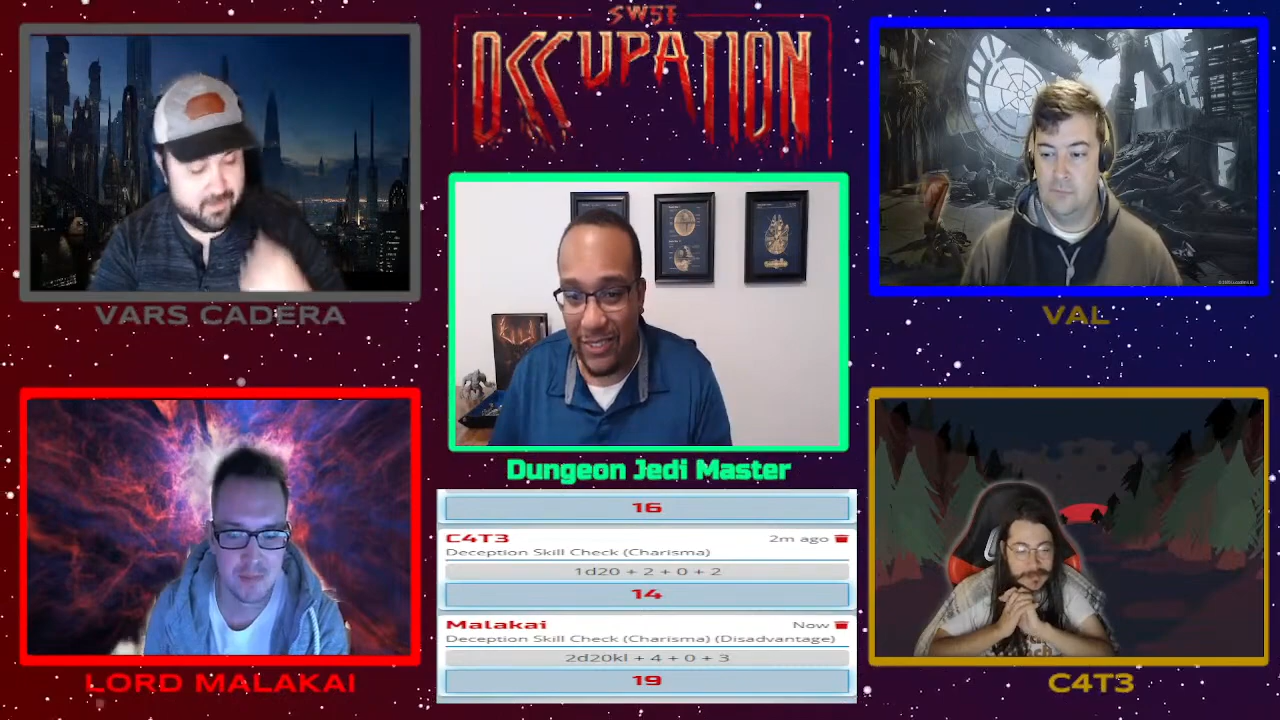 SW5E
OCCUPATION
VARS CADERA
VAL
Dungeon Jedi Master
16
C4T3
2m ago
Deception Skill Check (Charisma)
1d20 + 2 + 0 + 2
14
Malakai
Now
Deception Skill Check (Charisma) (Disadvantage)
2d20kl + 4 + 0 + 3
19
LORD MALAKAI
C4T3